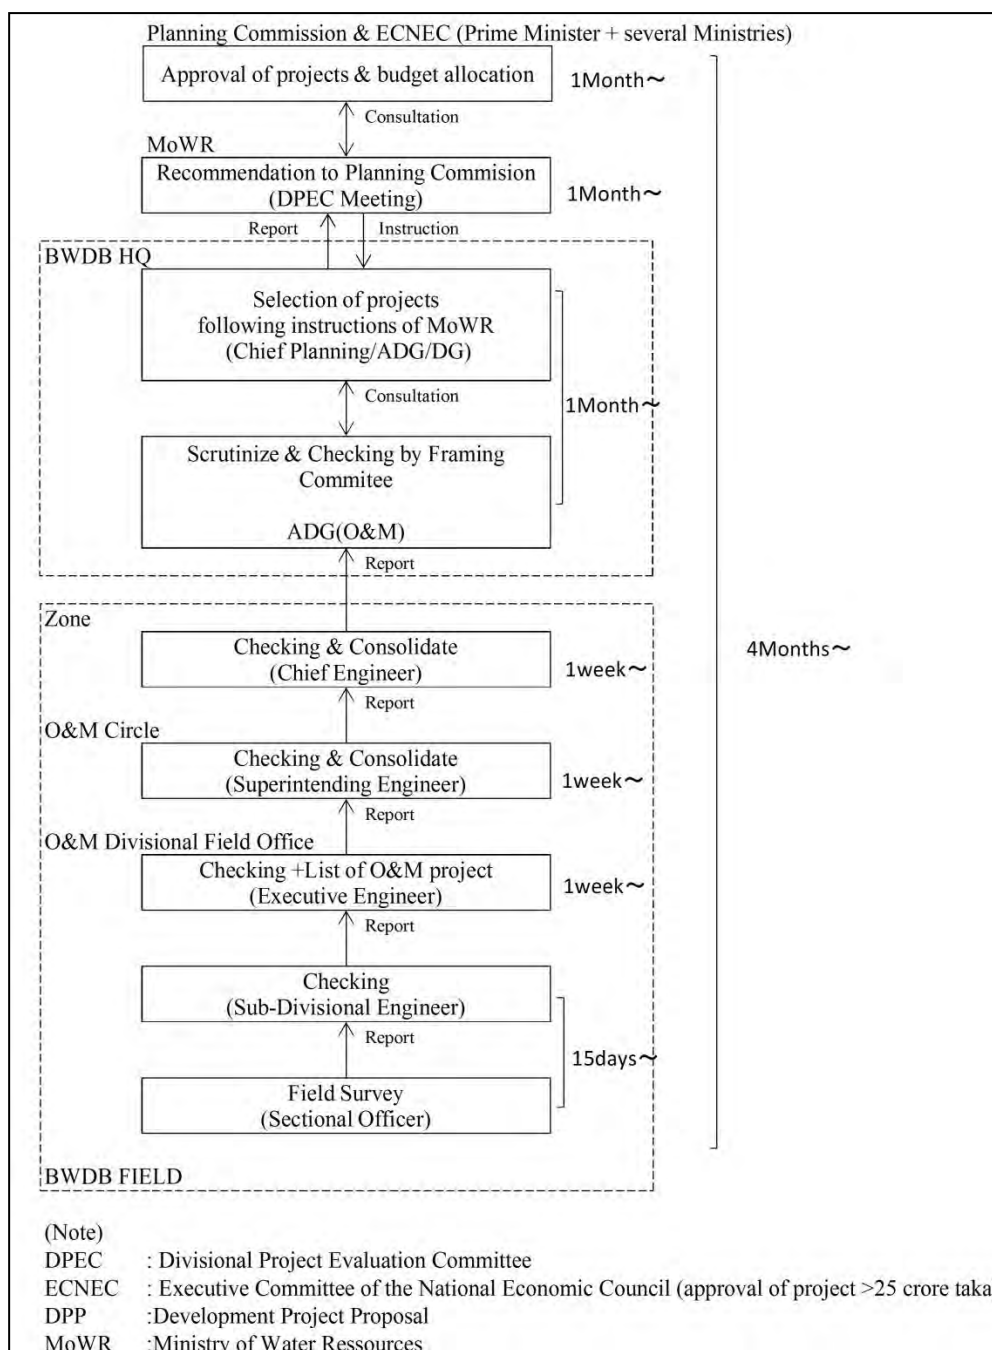 Planning Commission & ECNEC (Prime Minister + several Ministries)
Approval of projects & budget allocation
1Month～
Consultation
MoWR
Recommendation to Planning Commision
(DPEC Meeting)
1Month～
Report
Instruction
BWDB HQ
Selection of projects
following instructions of MoWR
(Chief Planning/ADG/DG)
Consultation
1Month～
Scrutinize & Checking by Framing
Commitee
ADG(O&M)
Report
Zone
Checking & Consolidate
(Chief Engineer)
1week～
4Months～
Report
O&M Circle
Checking & Consolidate
(Superintending Engineer)
1week～
Report
O&M Divisional Field Office
Checking +List of O&M project
(Executive Engineer)
1week～
Report
Checking
(Sub-Divisional Engineer)
Report
15days～
Field Survey
(Sectional Officer)
BWDB FIELD
(Note)
DPEC : Divisional Project Evaluation Committee
ECNEC : Executive Committee of the National Economic Council (approval of project >25 crore taka
DPP :Development Project Proposal
MoWR :Ministry of Water Ressources